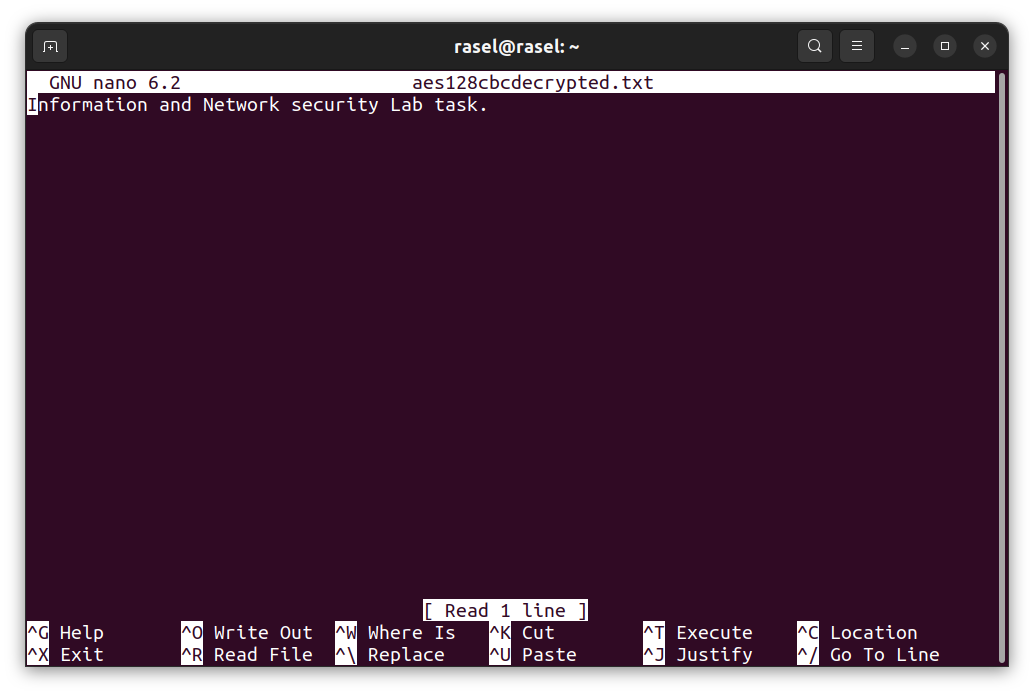 rasel@rasel: ~
GNU nano 6.2 aes128cbcdecrypted.txt
Information and Network security Lab task.
[ Read 1 line ]
^G Help ^O Write Out ^W Where Is ^K Cut ^T Execute ^C Location
^X Exit ^R Read File ^\ Replace ^U Paste ^J Justify ^/ Go To Line